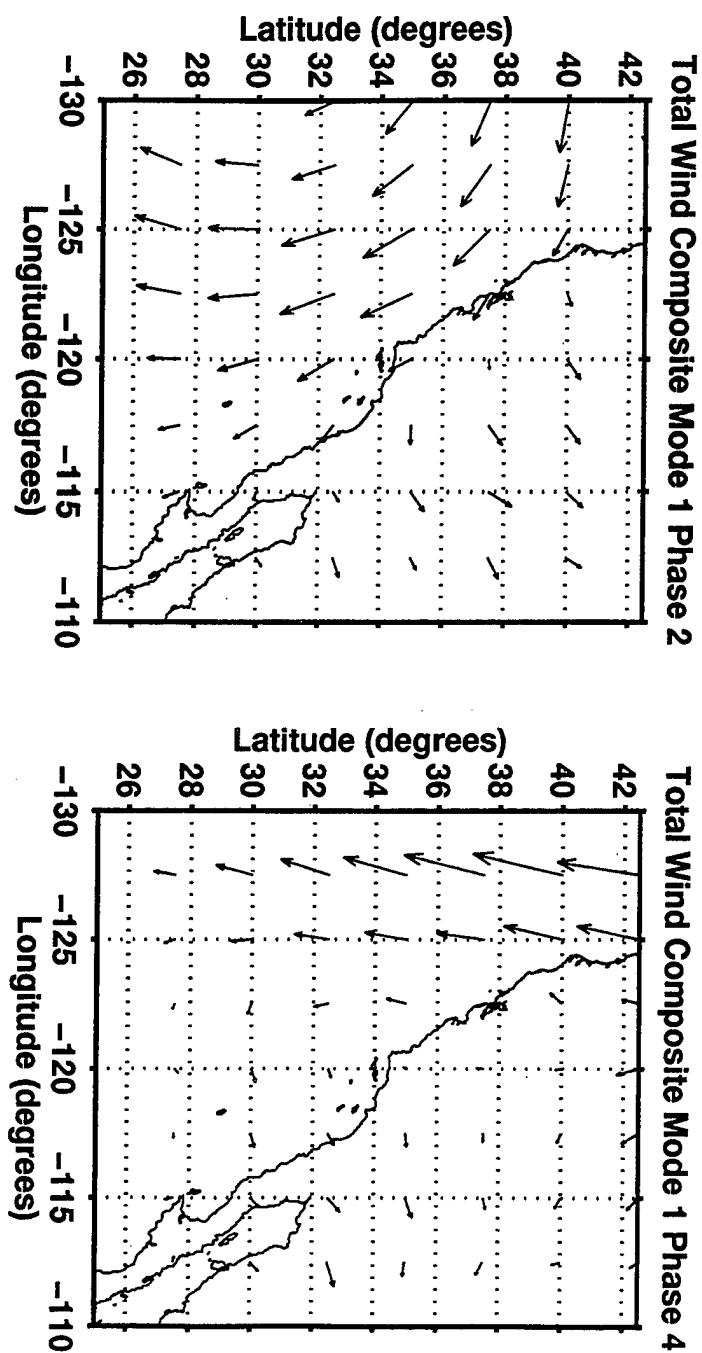 Total Wind Composite Mode 1 Phase 2
Latitude (degrees)
42
40
38
36
34
32
30
28
26
−130 −125 −120 −115 −110
Longitude (degrees)
Total Wind Composite Mode 1 Phase 4
Latitude (degrees)
42
40
38
36
34
32
30
28
26
−130 −125 −120 −115 −110
Longitude (degrees)